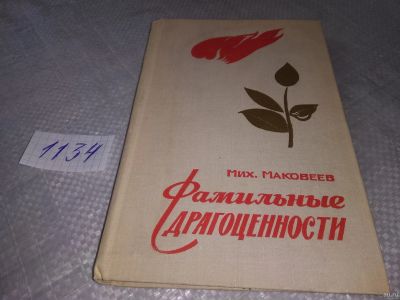 1134
Мих. Маковеев
Фамильные
драгоценности